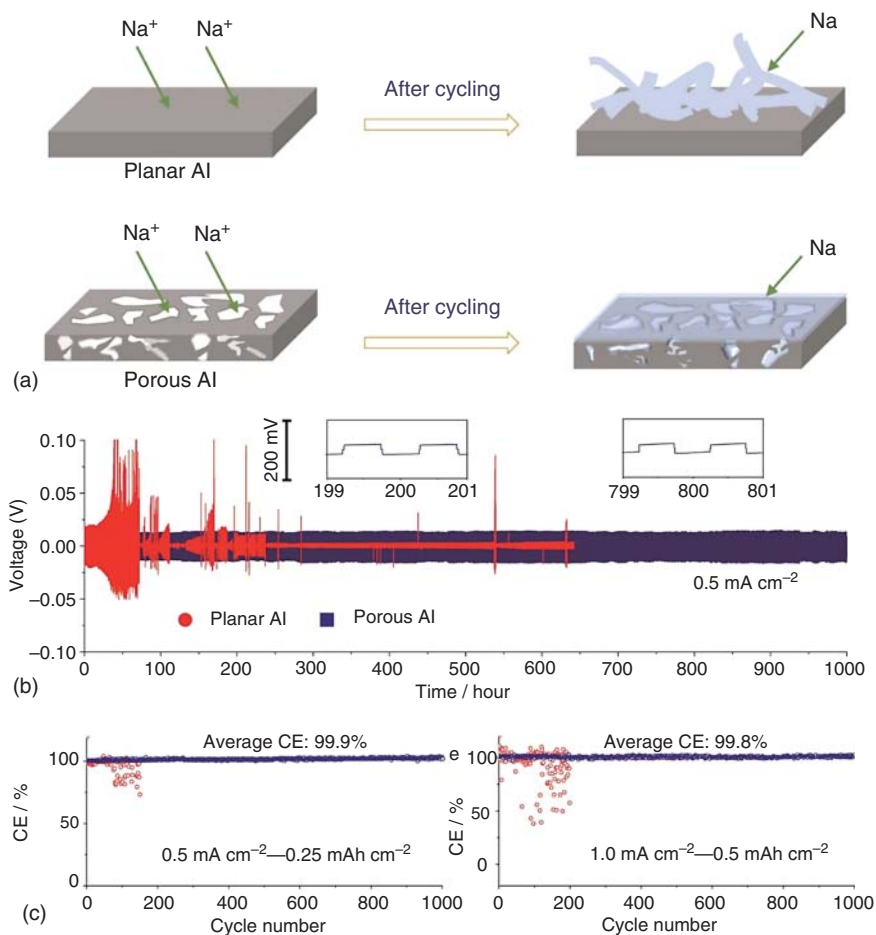 Na+ Na+ Na
After cycling
Planar Al
Na+ Na+ Na
After cycling
(a) Porous Al
0.10 200 mV
0.05 199 200 201 799 800 801
Voltage (V)
0.00
−0.05 0.5 mA cm−2
Planar Al Porous Al
−0.10
0 100 200 300 400 500 600 700 800 900 1000
(b) Time / hour
Average CE: 99.9% e Average CE: 99.8%
100 100
CE / % CE / %
50 50
0.5 mA cm−2—0.25 mAh cm−2 1.0 mA cm−2—0.5 mAh cm−2
0 0
0 200 400 600 800 1000 0 200 400 600 800 1000
(c) Cycle number Cycle number